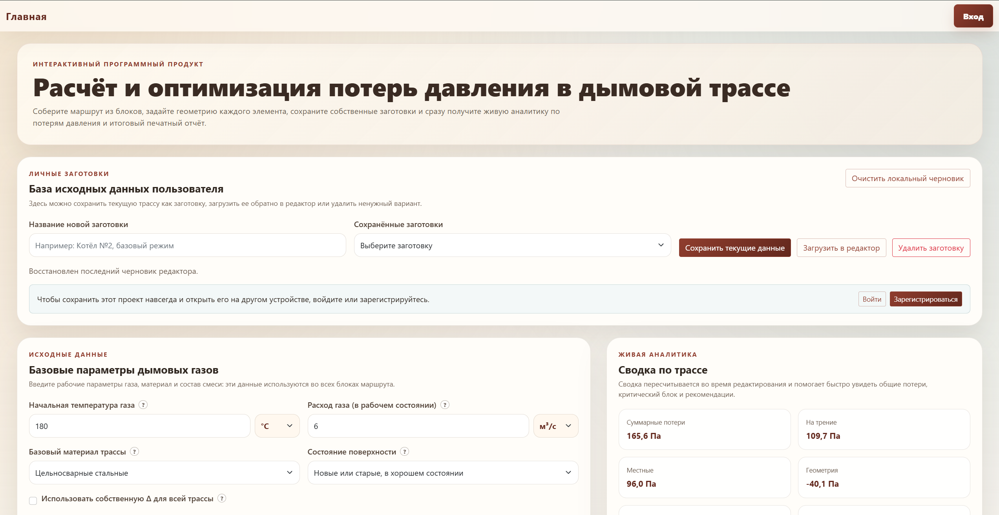 Главная
Вход
ИНТЕРАКТИВНЫЙ ПРОГРАММНЫЙ ПРОДУКТ
Расчёт и оптимизация потерь давления в дымовой трассе
Соберите маршрут из блоков, задайте геометрию каждого элемента, сохраните собственные заготовки и сразу получите живую аналитику по
потерям давления и итоговый печатный отчёт.
ЛИЧНЫЕ ЗАГОТОВКИ
База исходных данных пользователя
Здесь можно сохранить текущую трассу как заготовку, загрузить ее обратно в редактор или удалить ненужный вариант.
Очистить локальный черновик
Название новой заготовки
Например: Котёл №2, базовый режим
Сохранённые заготовки
Выберите заготовку
Сохранить текущие данные
Загрузить в редактор
Удалить заготовку
Восстановлен последний черновик редактора.
Чтобы сохранить этот проект навсегда и открыть его на другом устройстве, войдите или зарегистрируйтесь.
Войти
Зарегистрироваться
ИСХОДНЫЕ ДАННЫЕ
Базовые параметры дымовых газов
Введите рабочие параметры газа, материал и состав смеси: эти данные используются во всех блоках маршрута.
Начальная температура газа ?
180
°C
Расход газа (в рабочем состоянии) ?
6
м³/с
Базовый материал трассы ?
Цельносварные стальные
Состояние поверхности ?
Новые или старые, в хорошем состоянии
Использовать собственную Δ для всей трассы ?
ЖИВАЯ АНАЛИТИКА
Сводка по трассе
Сводка пересчитывается во время редактирования и помогает быстро увидеть общие потери,
критический блок и рекомендации.
Суммарные потери
165,6 Па
На трение
109,7 Па
Местные
96,0 Па
Геометрия
-40,1 Па